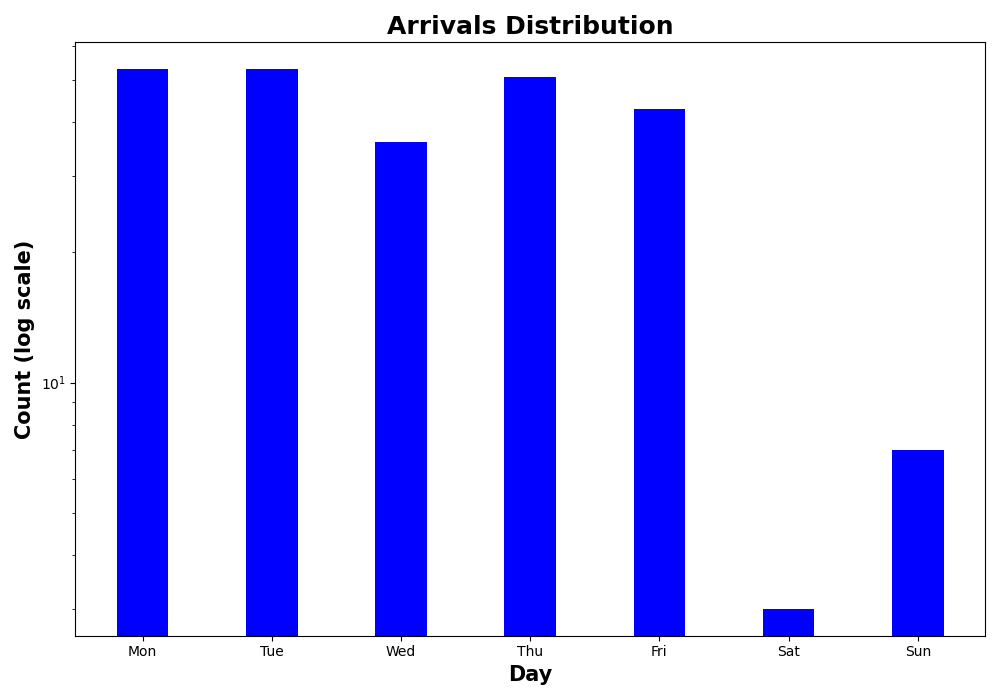 Arrivals Distribution
Count (log scale)
10¹
Mon Tue Wed Thu Fri Sat Sun
Day